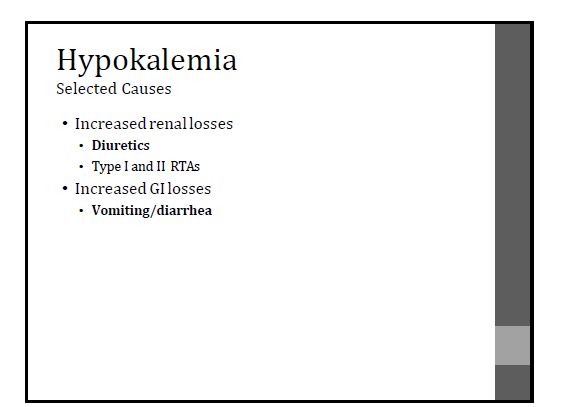 Hypokalemia
Selected Causes
• Increased renal losses
• Diuretics
• Type I and II RTAs
• Increased GI losses
• Vomiting/diarrhea